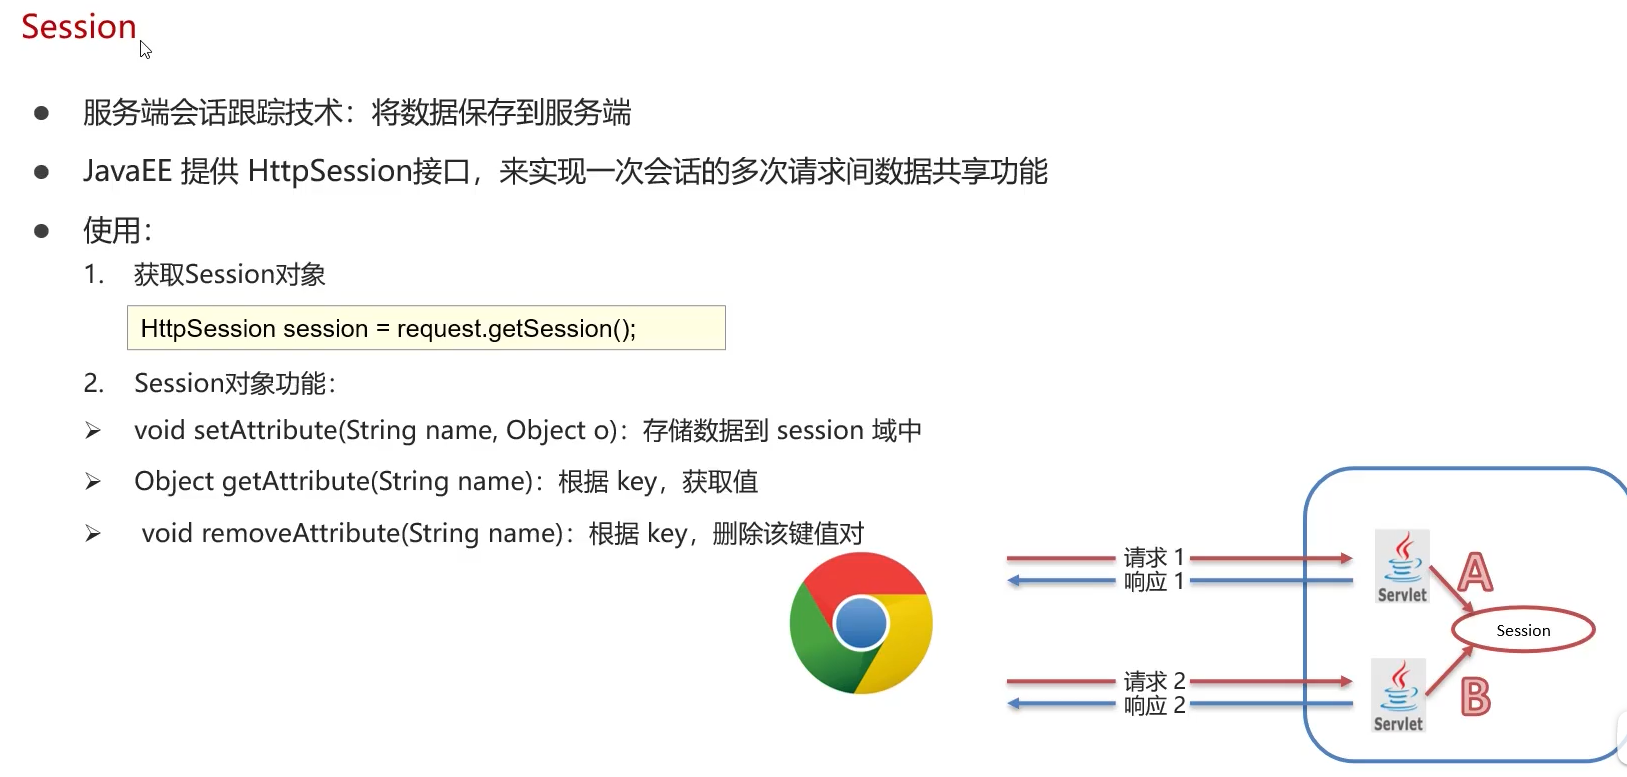 Session
服务端会话跟踪技术：将数据保存到服务端
JavaEE 提供 HttpSession接口，来实现一次会话的多次请求间数据共享功能
使用：
1. 获取Session对象
HttpSession session = request.getSession();
2. Session对象功能：
void setAttribute(String name, Object o)：存储数据到 session 域中
Object getAttribute(String name)：根据 key，获取值
void removeAttribute(String name)：根据 key，删除该键值对
请求 1
响应 1
Servlet
A
Session
请求 2
响应 2
Servlet
B